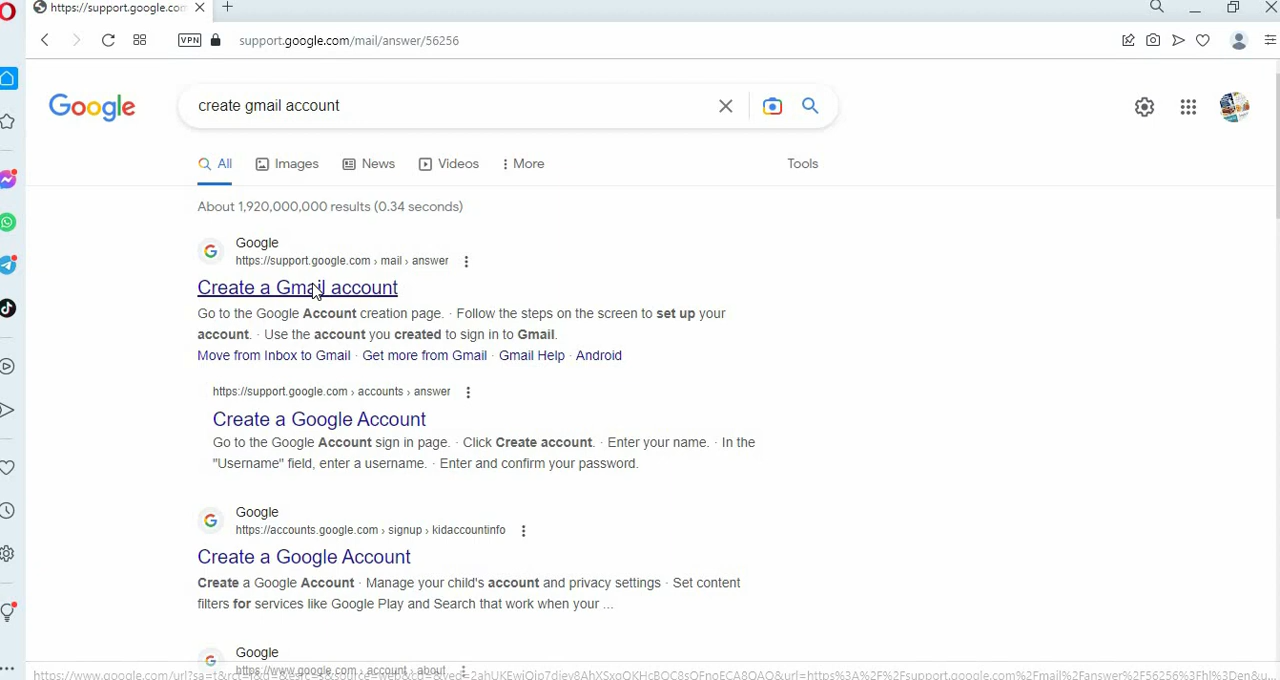 https://support.google.com
VPN
support.google.com/mail/answer/56256
Google
create gmail account
All
Images
News
Videos
More
Tools
About 1,920,000,000 results (0.34 seconds)
Google
https://support.google.com › mail › answer
Create a Gmail account
Go to the Google Account creation page. · Follow the steps on the screen to set up your
account. · Use the account you created to sign in to Gmail.
Move from Inbox to Gmail · Get more from Gmail · Gmail Help · Android
https://support.google.com › accounts › answer
Create a Google Account
Go to the Google Account sign in page. · Click Create account. · Enter your name. · In the
"Username" field, enter a username. · Enter and confirm your password.
Google
https://accounts.google.com › signup › kidaccountinfo
Create a Google Account
Create a Google Account · Manage your child's account and privacy settings · Set content
filters for services like Google Play and Search that work when your ...
Google
https://www.google.com › account › about